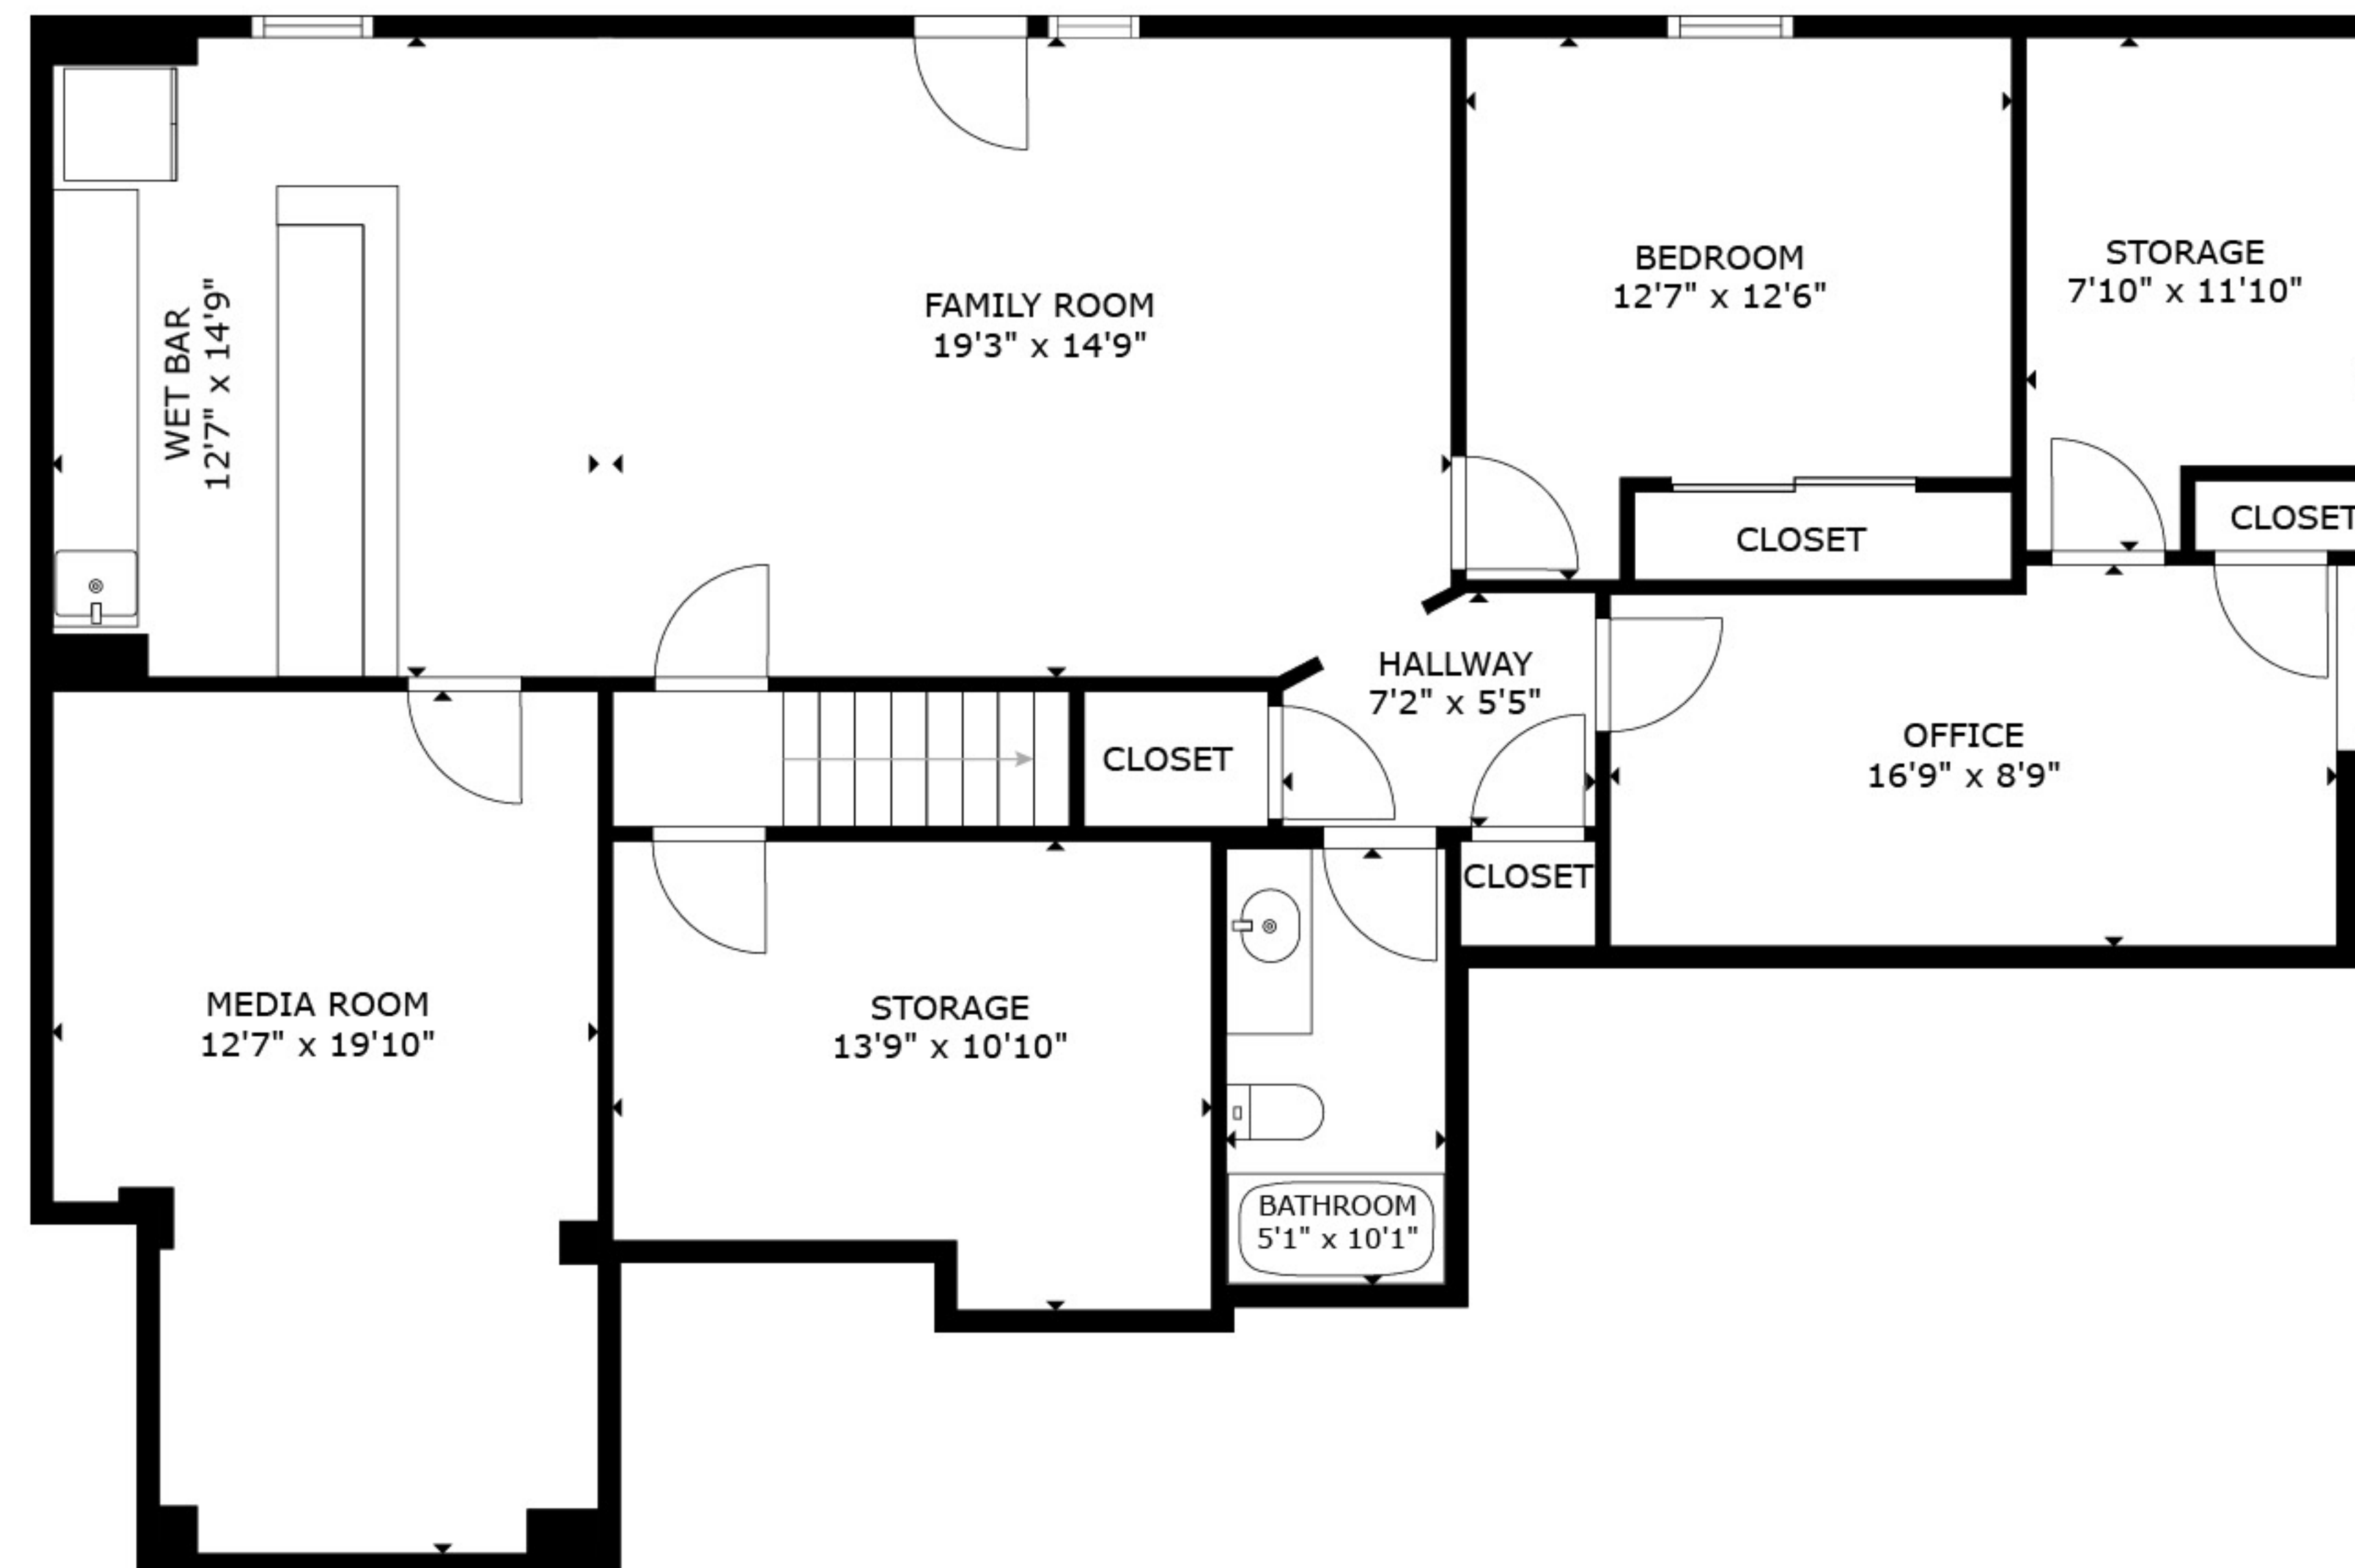 BEDROOM
12'7" x 12'6"
STORAGE
7'10" x 11'10"
FAMILY ROOM
19'3" x 14'9"
WET BAR
12'7" x 14'9"
CLOSET
CLOSET
HALLWAY
7'2" x 5'5"
OFFICE
16'9" x 8'9"
CLOSET
CLOSET
MEDIA ROOM
12'7" x 19'10"
STORAGE
13'9" x 10'10"
BATHROOM
5'1" x 10'1"